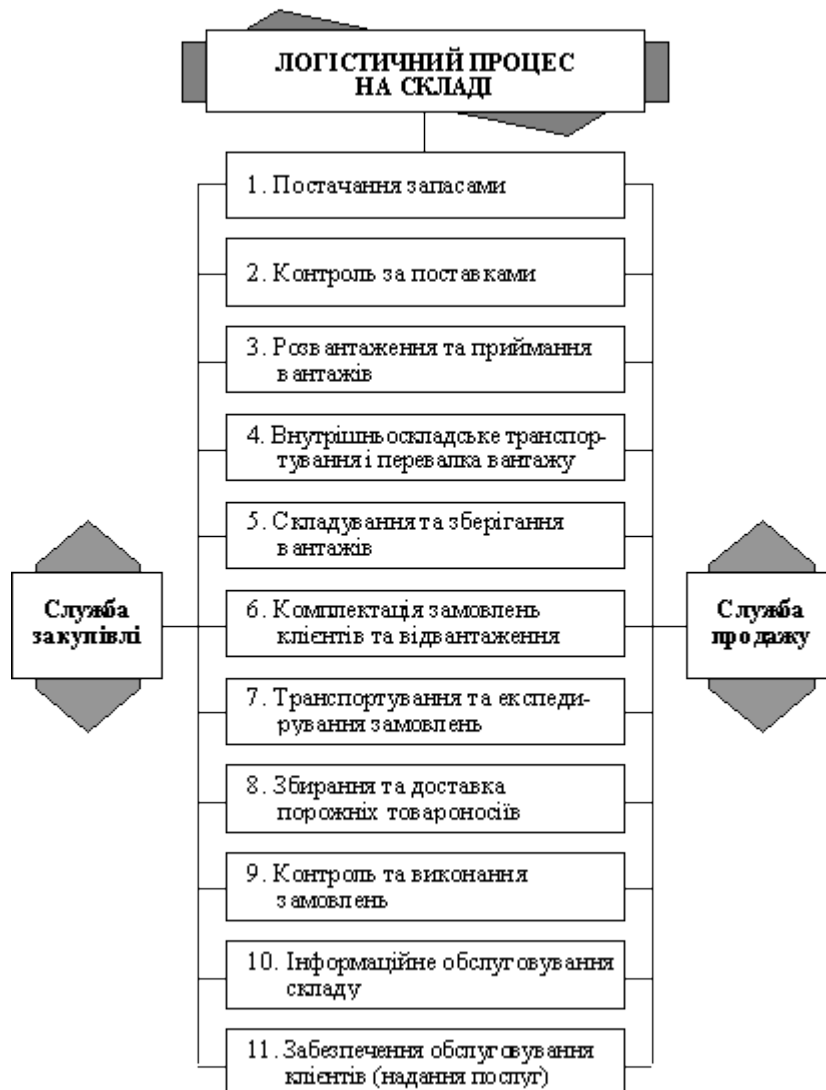 ЛОГІСТИЧНИЙ ПРОЦЕС
НА СКЛАДІ
1. Постачання запасами
2. Контроль за поставками
3. Розвантаження та приймання
вантажів
4. Внутрішньоскладське транспор-
тування і перевалка вантажу
5. Складування та зберігання
вантажів
Служба
закупівлі
6. Комплектація замовлень
клієнтів та відвантаження
Служба
продажу
7. Транспортування та експеди-
рування замовлень
8. Збирання та доставка
порожніх товароносіїв
9. Контроль та виконання
замовлень
10. Інформаційне обслуговування
складу
11. Забезпечення обслуговування
клієнтів (надання послуг)